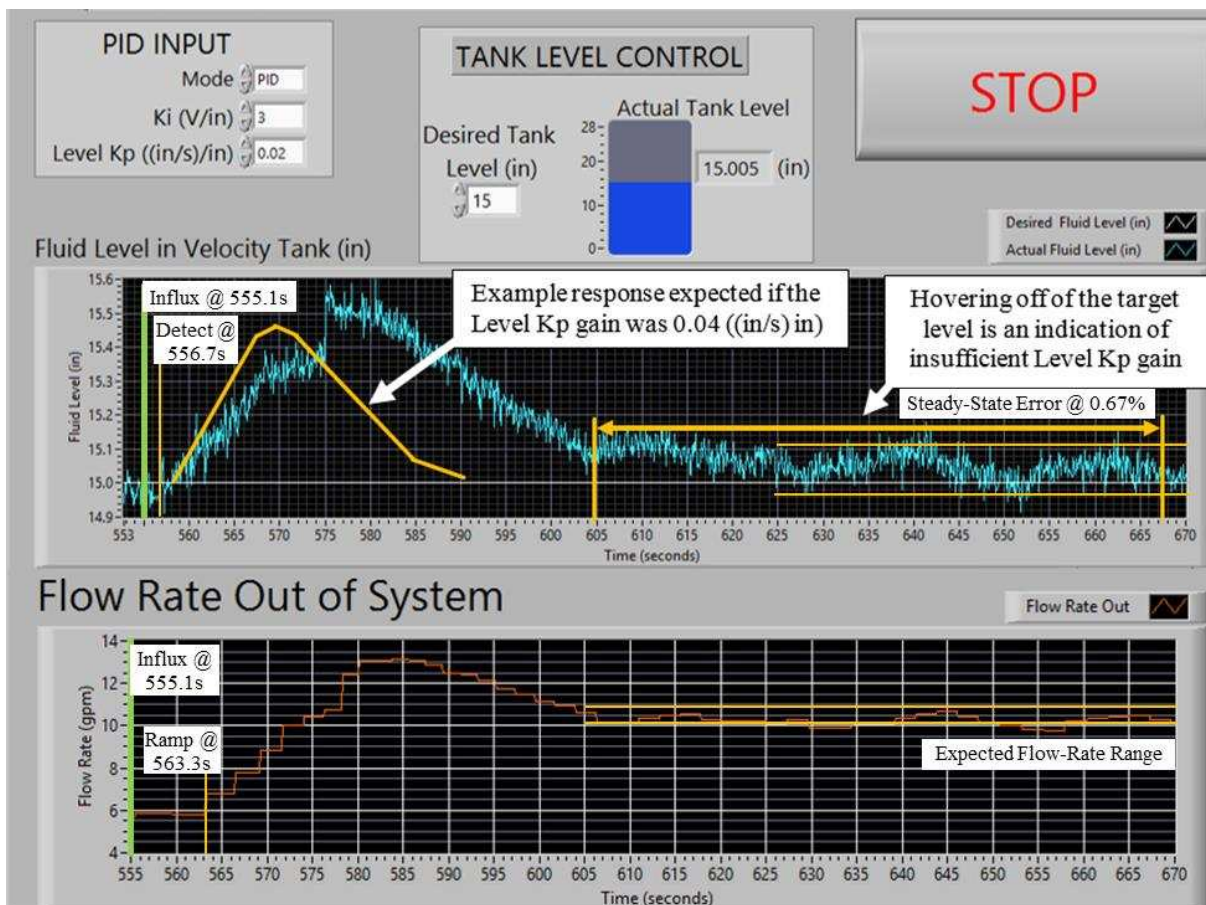 PID INPUT
Mode PID
Ki (V/in) 3
Level Kp ((in/s)/in) 0.02
TANK LEVEL CONTROL
Actual Tank Level
Desired Tank
Level (in)
15
28
20
10
0
15.005 (in)
STOP
Desired Fluid Level (in)
Actual Fluid Level (in)
Fluid Level in Velocity Tank (in)
Influx @ 555.1s
Detect @
556.7s
Example response expected if the
Level Kp gain was 0.04 ((in/s) in)
Hovering off of the target
level is an indication of
insufficient Level Kp gain
Steady-State Error @ 0.67%
Fluid Level (in)
15.6
15.5
15.4
15.3
15.2
15.1
15.0
14.9
553 560 565 570 575 580 585 590 595 600 605 610 615 620 625 630 635 640 645 650 655 660 665 670
Time (seconds)
Flow Rate Out of System
Flow Rate Out
Influx @
555.1s
Ramp @
563.3s
Expected Flow-Rate Range
Flow Rate (gpm)
14
12
10
8
6
4
555 560 565 570 575 580 585 590 595 600 605 610 615 620 625 630 635 640 645 650 655 660 665 670
Time (seconds)